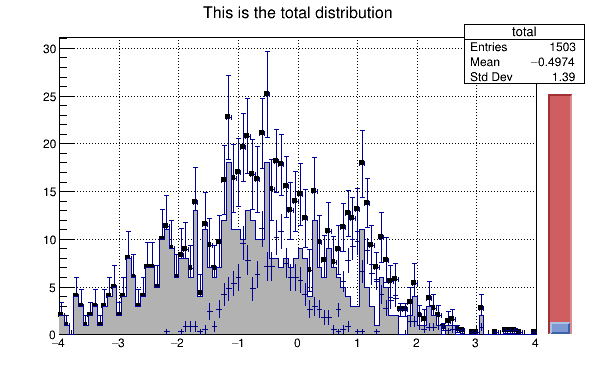 This is the total distribution
total
Entries 1503
Mean −0.4974
Std Dev 1.39
30
25
20
15
10
5
0
−4 −3 −2 −1 0 1 2 3 4